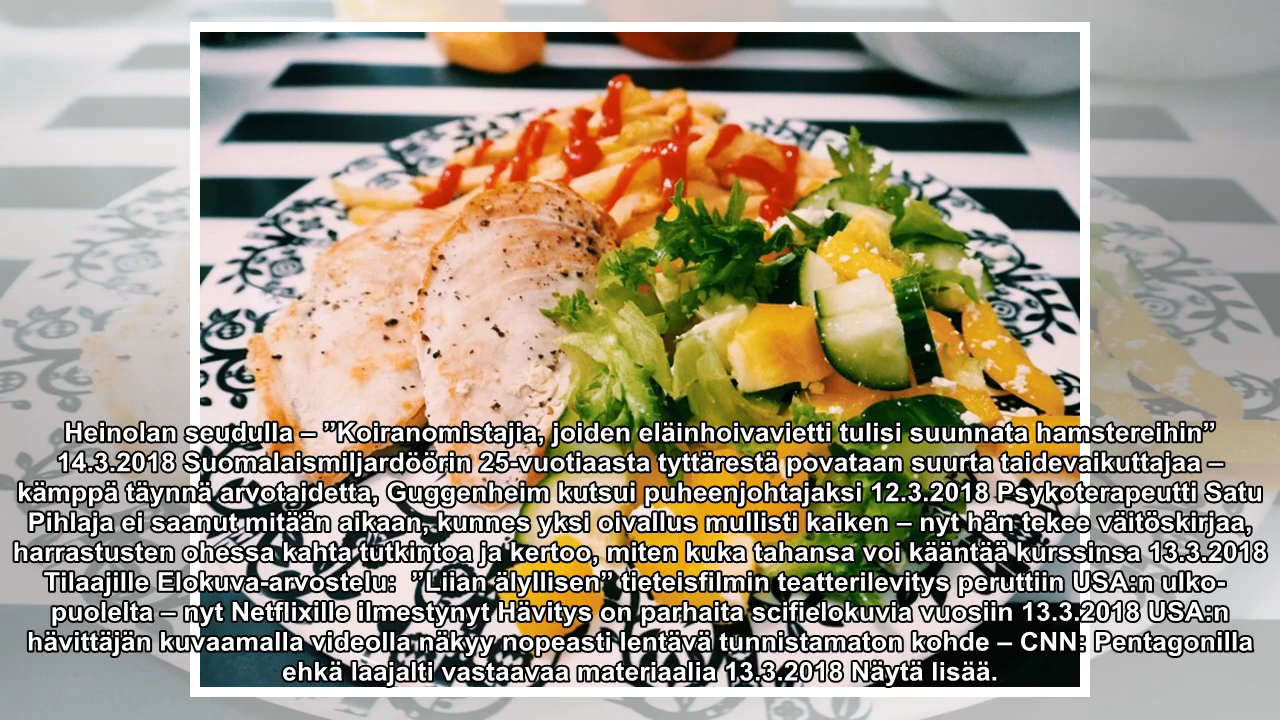 Heinolan seudulla – ”Koiranomistajia, joiden eläinhoivavietti tulisi suunnata hamstereihin”
14.3.2018 Suomalaismiljardöörin 25-vuotiaasta tyttärestä povataan suurta taidevaikuttajaa –
kämppä täynnä arvotaidetta, Guggenheim kutsui puheenjohtajaksi 12.3.2018 Psykoterapeutti Satu
Pihlaja ei saanut mitään aikaan, kunnes yksi oivallus mullisti kaiken – nyt hän tekee väitöskirjaa,
harrastusten ohessa kahta tutkintoa ja kertoo, miten kuka tahansa voi kääntää kurssinsa 13.3.2018
Tilaajille Elokuva-arvostelu:  ”Liian älyllisen” tieteisfilmin teatterilevitys peruttiin USA:n ulko-
puolelta – nyt Netflixille ilmestynyt Hävitys on parhaita scifielokuvia vuosiin 13.3.2018 USA:n
hävittäjän kuvaamalla videolla näkyy nopeasti lentävä tunnistamaton kohde – CNN: Pentagonilla
ehkä laajalti vastaavaa materiaalia 13.3.2018 Näytä lisää.